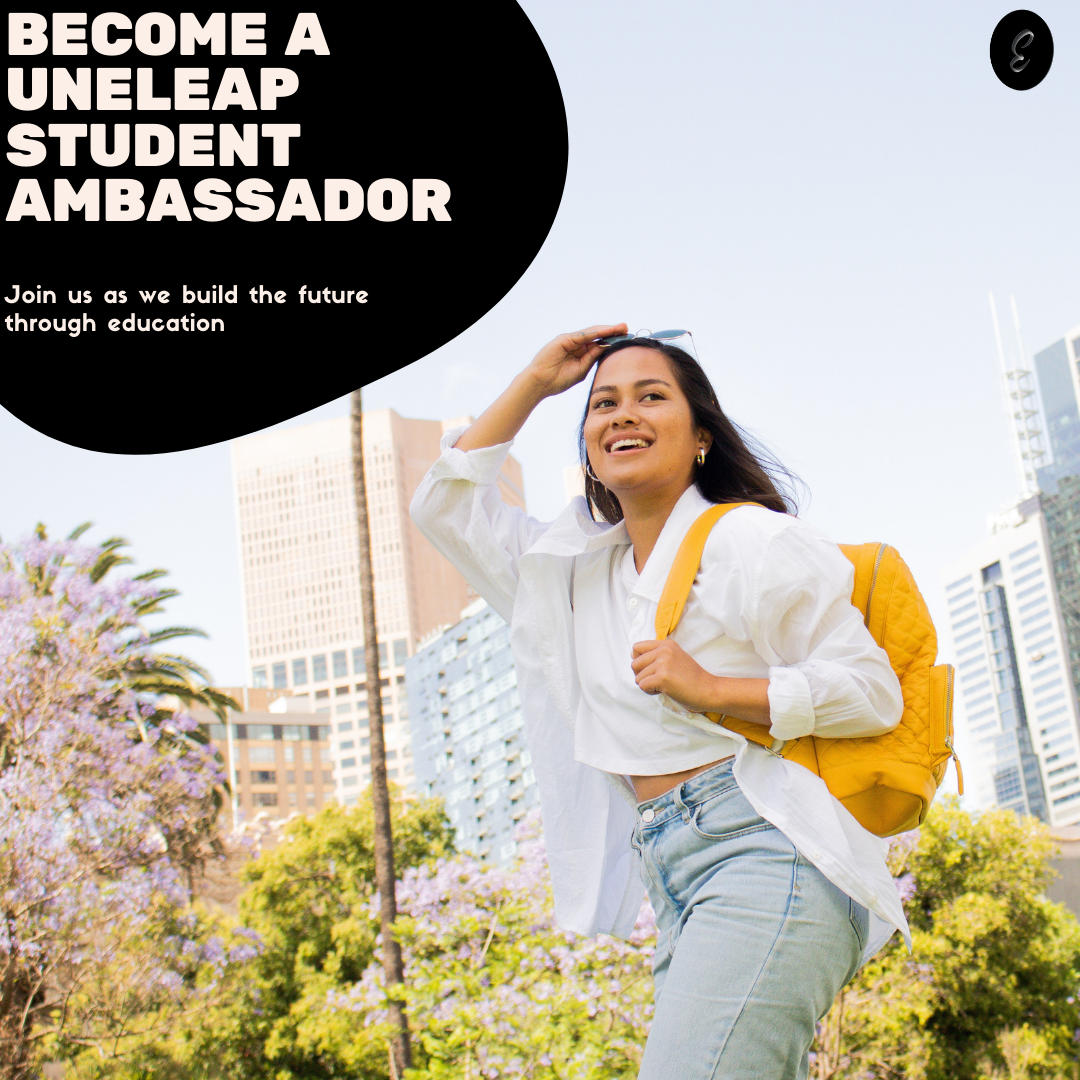 BECOME A
UNELEAP
STUDENT
AMBASSADOR
Join us as we build the future
through education
E